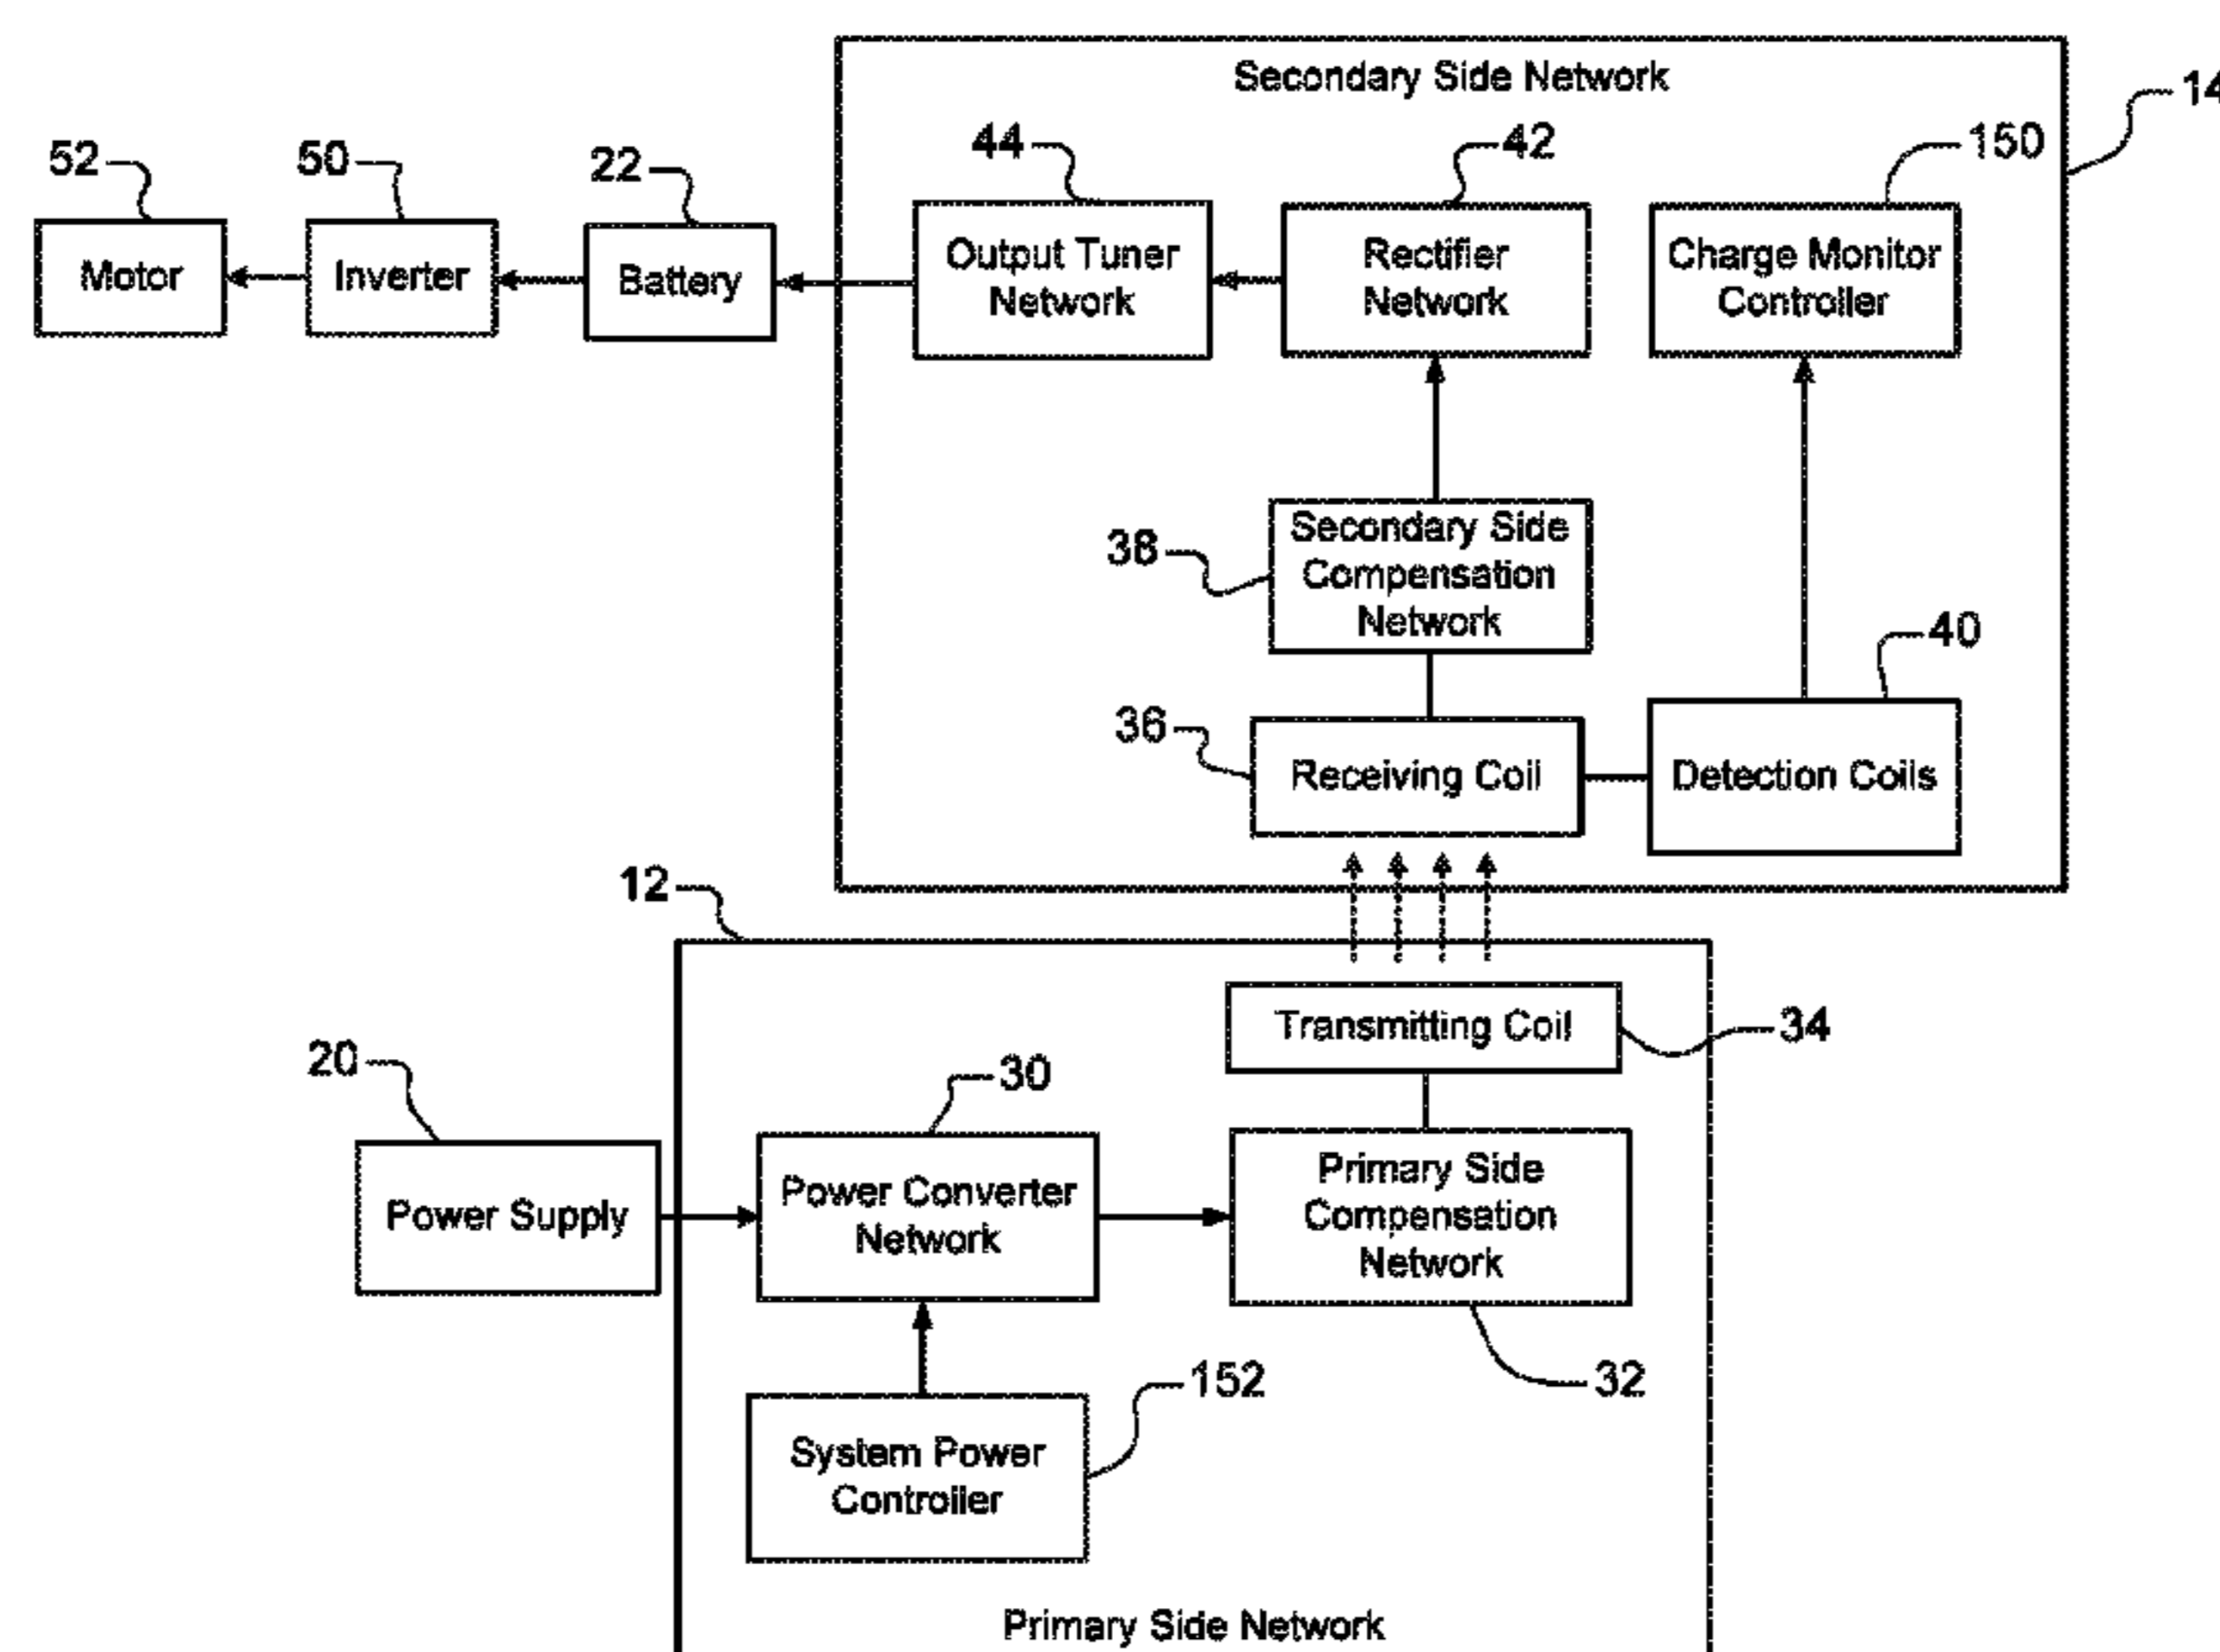 Secondary Side Network
14
52
50
22
44
42
150
Motor
Inverter
Battery
Output Tuner
Network
Rectifier
Network
Charge Monitor
Controller
38
Secondary Side
Compensation
Network
40
36
Receiving Coil
Detection Coils
12
Transmitting Coil
34
20
30
Power Supply
Power Converter
Network
Primary Side
Compensation
Network
152
32
System Power
Controller
Primary Side Network